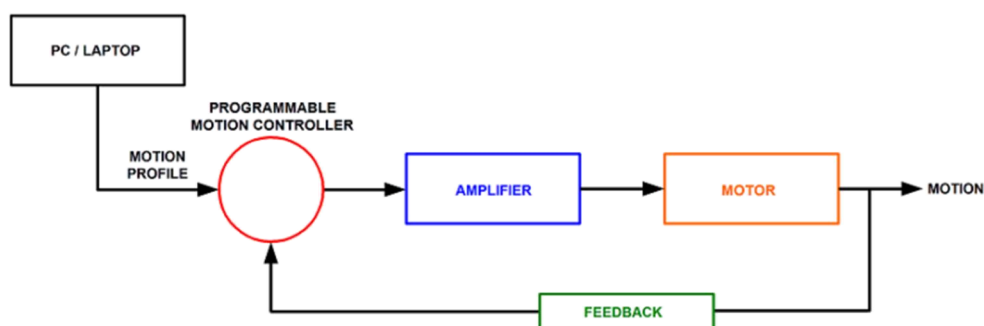 PC / LAPTOP
PROGRAMMABLE
MOTION CONTROLLER
MOTION
PROFILE
AMPLIFIER
MOTOR
MOTION
FEEDBACK